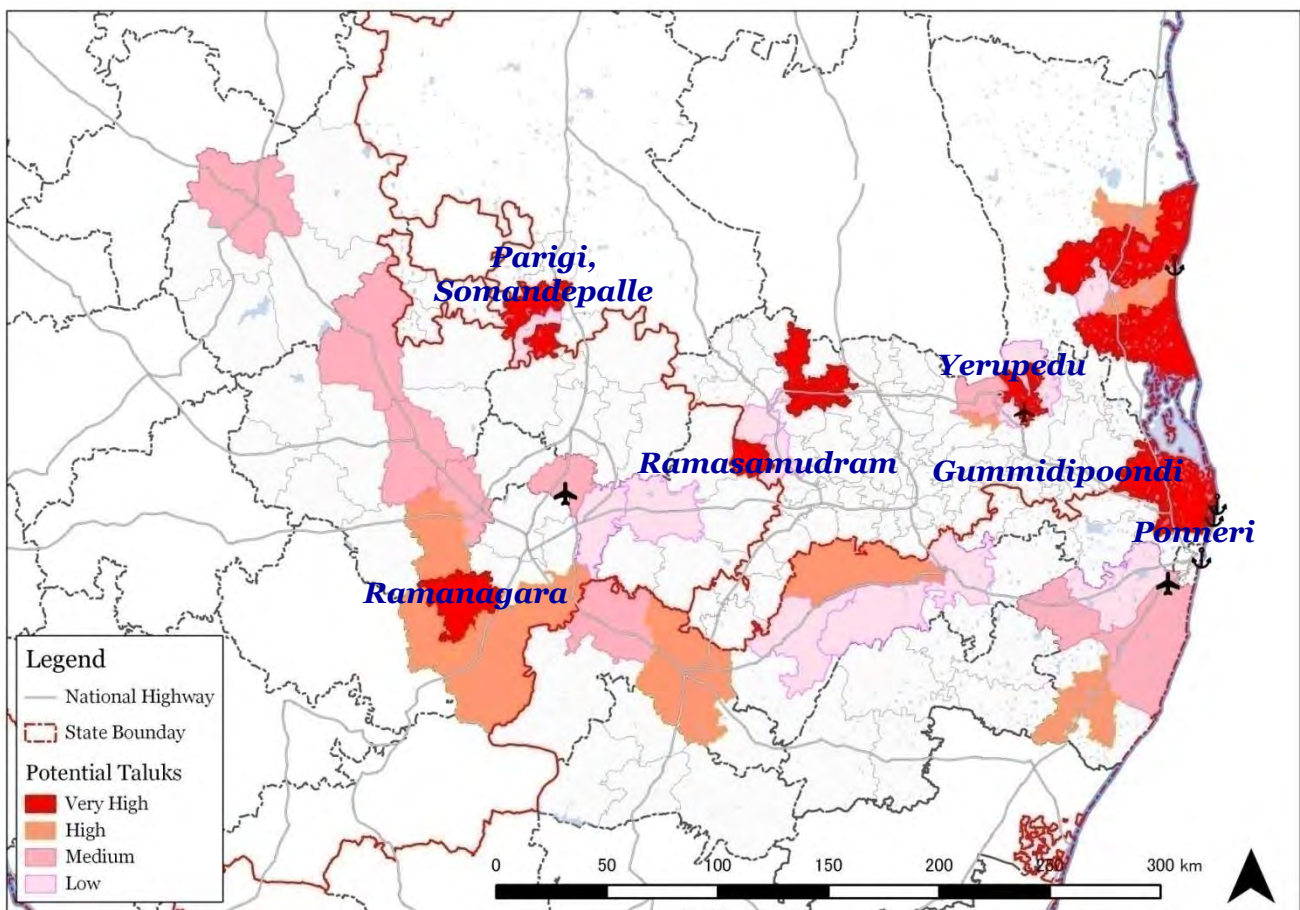 Parigi,
Somandepalle
Yerupedu
Ramasamudram
Gummidipoondi
Ponneri
Ramanagara
Legend
National Highway
State Bounday
Potential Taluks
Very High
High
Medium
Low
0 50 100 150 200 250 300 km